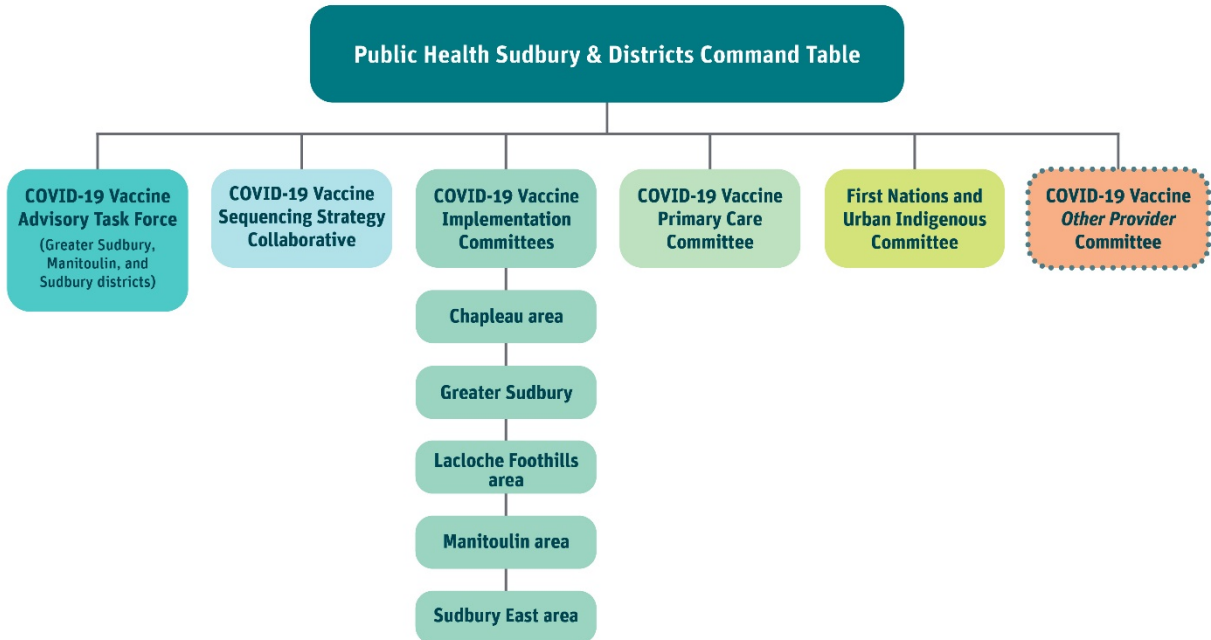 Public Health Sudbury & Districts Command Table
COVID-19 Vaccine
Advisory Task Force
(Greater Sudbury,
Manitoulin, and
Sudbury districts)
COVID-19 Vaccine
Sequencing Strategy
Collaborative
COVID-19 Vaccine
Implementation
Committees
COVID-19 Vaccine
Primary Care
Committee
First Nations and
Urban Indigenous
Committee
COVID-19 Vaccine
Other Provider
Committee
Chapleau area
Greater Sudbury
Lacloche Foothills
area
Manitoulin area
Sudbury East area